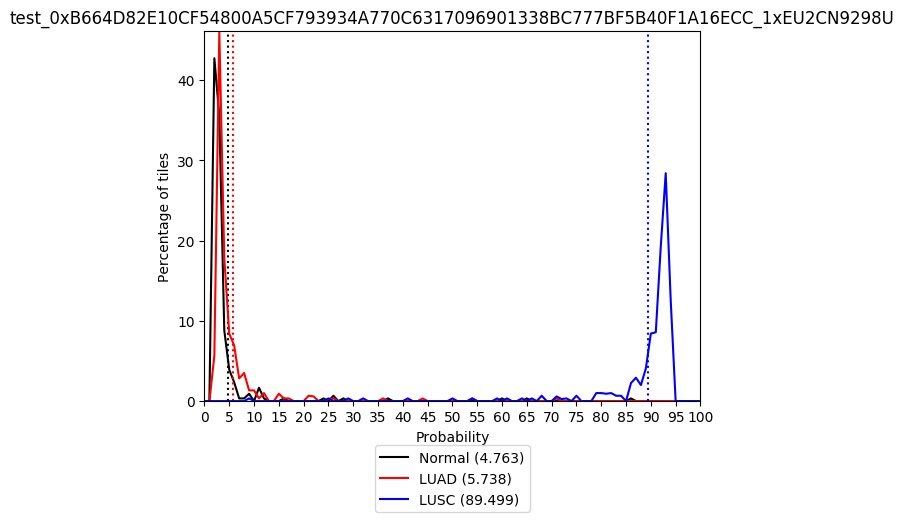 test_0xB664D82E10CF54800A5CF793934A770C6317096901338BC777BF5B40F1A16ECC_1xEU2CN9298U
40
30
20
10
0
Percentage of tiles
0 5 10 15 20 25 30 35 40 45 50 55 60 65 70 75 80 85 90 95 100
Probability
Normal (4.763)
LUAD (5.738)
LUSC (89.499)